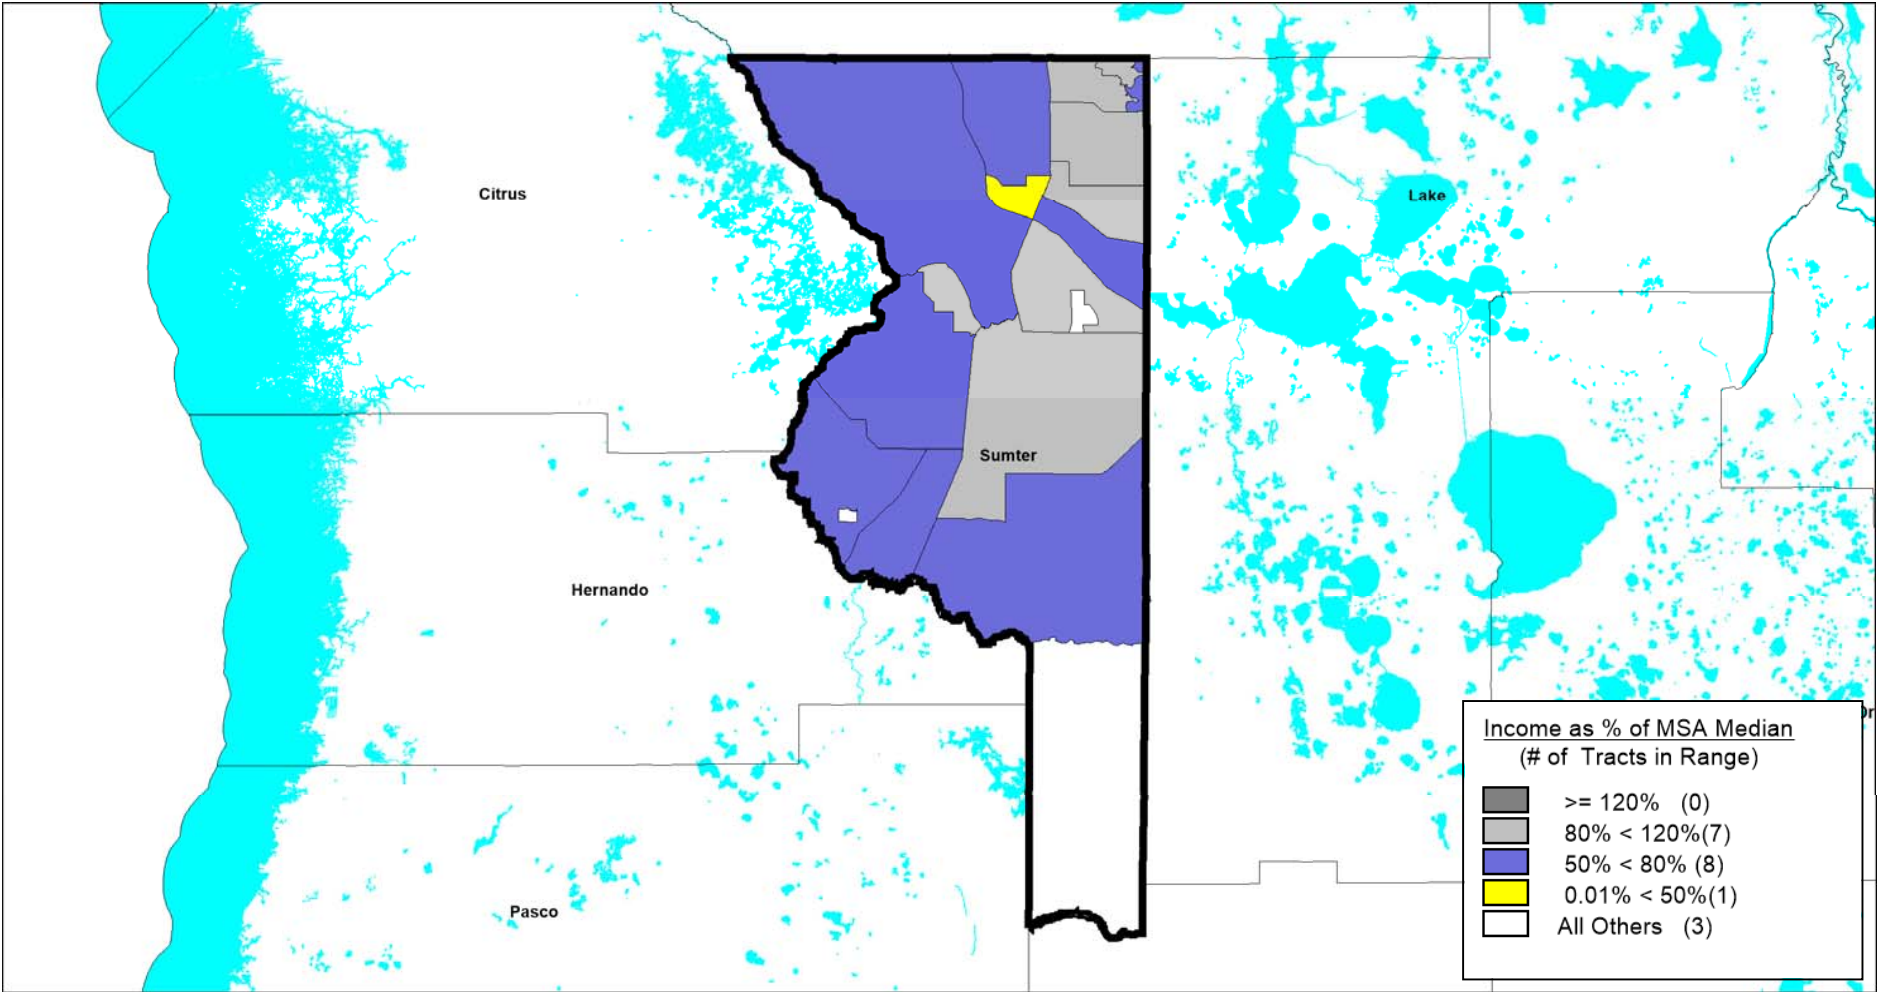 Citrus
Lake
Sumter
Hernando
Pasco
Or
Income as % of MSA Median
(# of Tracts in Range)
>= 120% (0)
80% < 120%(7)
50% < 80% (8)
0.01% < 50%(1)
All Others (3)